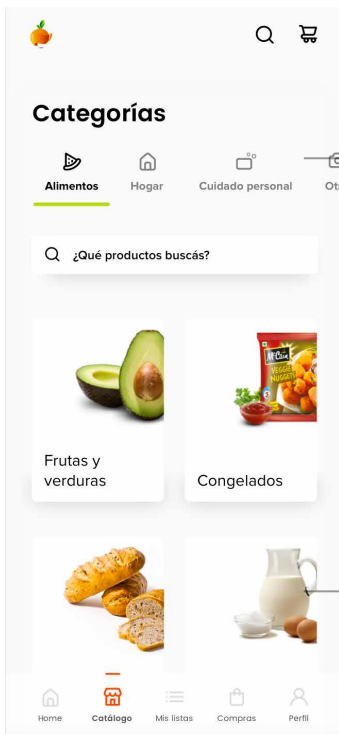 Categorías
Alimentos
Hogar
Cuidado personal
Ot
¿Qué productos buscás?
McCain
VEGGIE
NUGGETS
Frutas y
verduras
Congelados
Home
Catálogo
Mis listas
Compras
Perfil